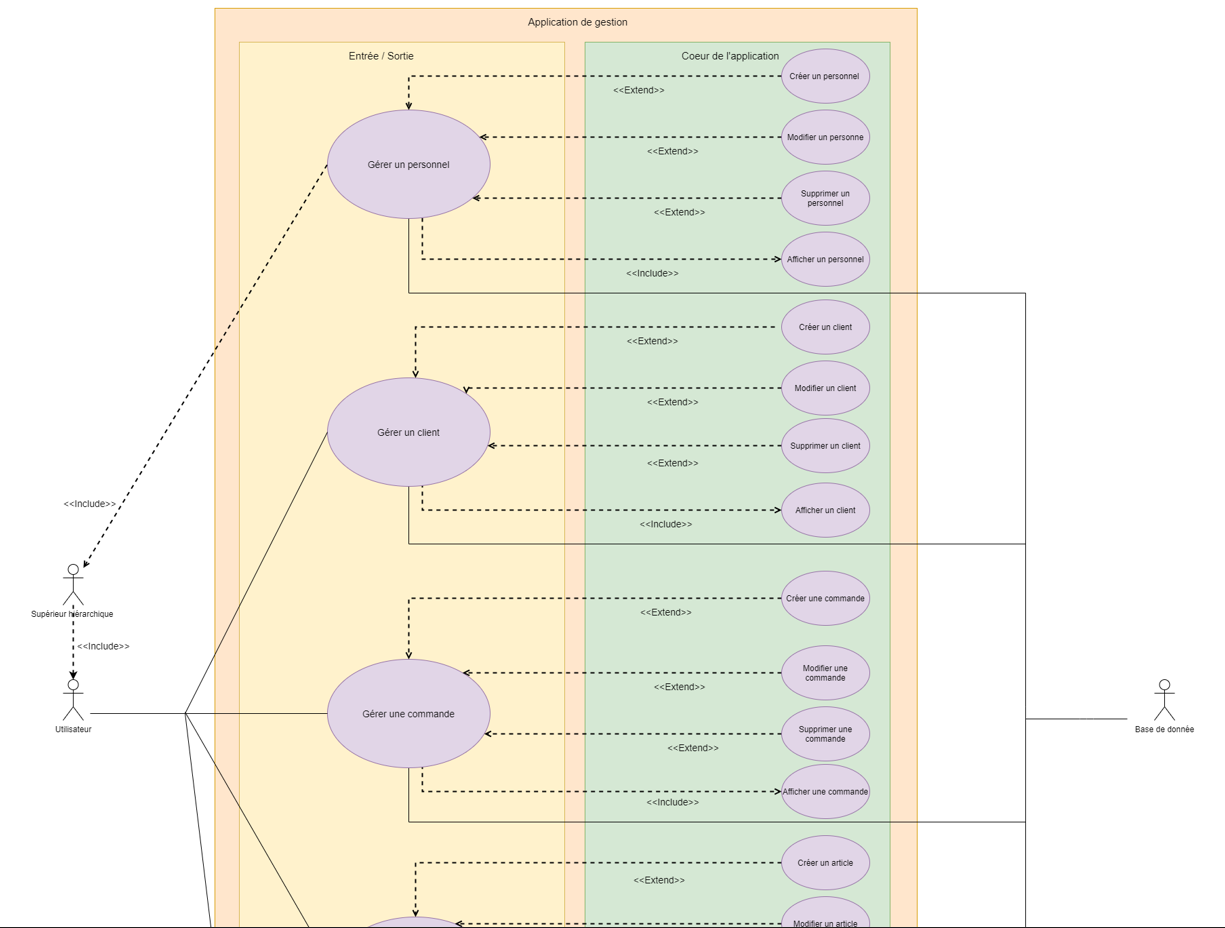 Application de gestion
Entrée / Sortie
Coeur de l'application
Créer un personnel
<<Extend>>
Modifier un personne
<<Extend>>
Gérer un personnel
Supprimer un
personnel
<<Extend>>
Afficher un personnel
<<Include>>
Créer un client
<<Extend>>
Modifier un client
<<Extend>>
Gérer un client
Supprimer un client
<<Extend>>
<<Include>>
Afficher un client
<<Include>>
Supérieur hiérarchique
<<Include>>
Créer une commande
<<Extend>>
Modifier une
commande
<<Extend>>
Gérer une commande
Utilisateur
Supprimer une
commande
<<Extend>>
Base de donnée
Afficher une commande
<<Include>>
Créer un article
<<Extend>>
Modifier un article